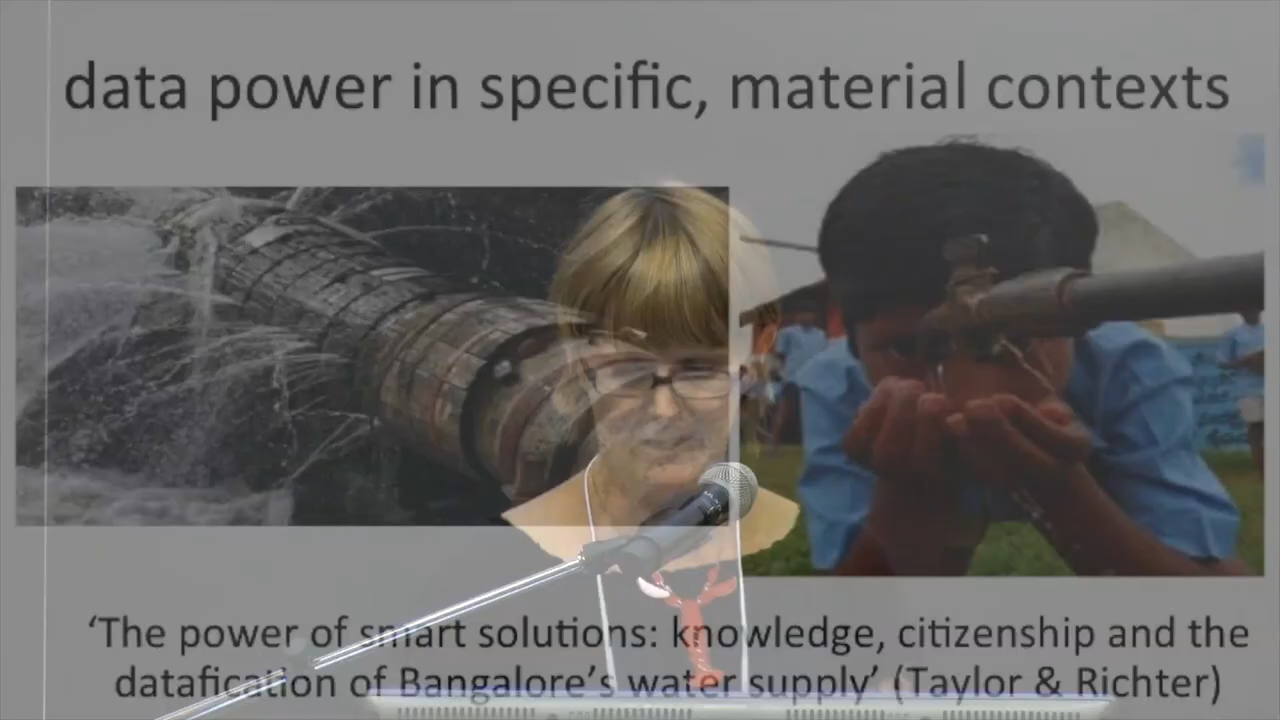 data power in specific, material contexts
‘The power of smart solutions: knowledge, citizenship and the
datafication of Bangalore’s water supply’ (Taylor & Richter)